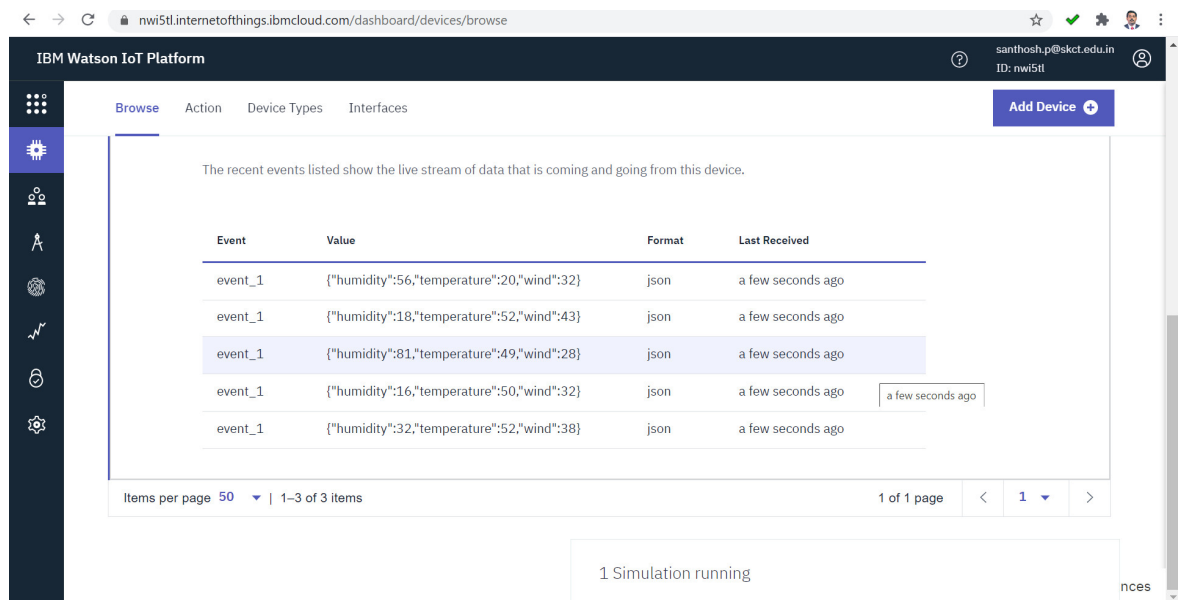 nwi5tl.internetofthings.ibmcloud.com/dashboard/devices/browse
IBM Watson IoT Platform
santhosh.p@skct.edu.in
ID: nwi5tl
Browse Action Device Types Interfaces
Add Device
The recent events listed show the live stream of data that is coming and going from this device.
Event Value Format Last Received
event_1 {"humidity":56,"temperature":20,"wind":32} json a few seconds ago
event_1 {"humidity":18,"temperature":52,"wind":43} json a few seconds ago
event_1 {"humidity":81,"temperature":49,"wind":28} json a few seconds ago
event_1 {"humidity":16,"temperature":50,"wind":32} json a few seconds ago
a few seconds ago
event_1 {"humidity":32,"temperature":52,"wind":38} json a few seconds ago
Items per page 50 | 1–3 of 3 items 1 of 1 page 1
1 Simulation running
nces